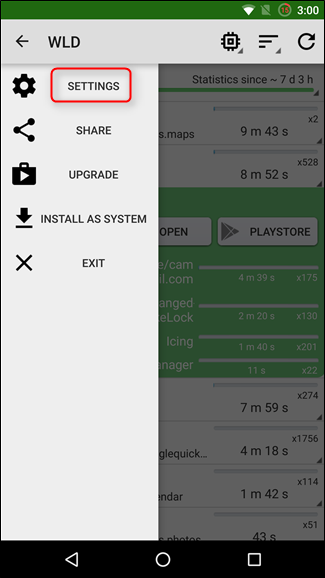 3:00
WLD
SETTINGS
SHARE
UPGRADE
INSTALL AS SYSTEM
EXIT
Statistics since ~ 7 d 3 h
x2
s.maps
9 m 43 s
x528
8 m 52 s
OPEN
PLAYSTORE
e/cam
il.com
4 m 39 s
x175
anged
teLock
2 m 20 s
x130
Icing
1 m 40 s
x201
anager
11 s
x22
x274
7 m 59 s
x1756
glequick...
4 m 18 s
x114
endar
1 m 42 s
x51
s.photos
43 s